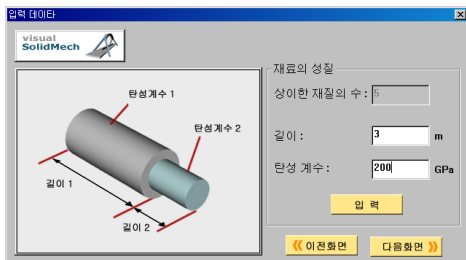 입력 데이타
visual
SolidMech
재료의 성질
상이한 재질의 수 : 5
길이 : 3 m
탄성 계수 : 200 GPa
입 력
탄성계수 1
탄성계수 2
길이 1
길이 2
《 이전화면
다음화면 》